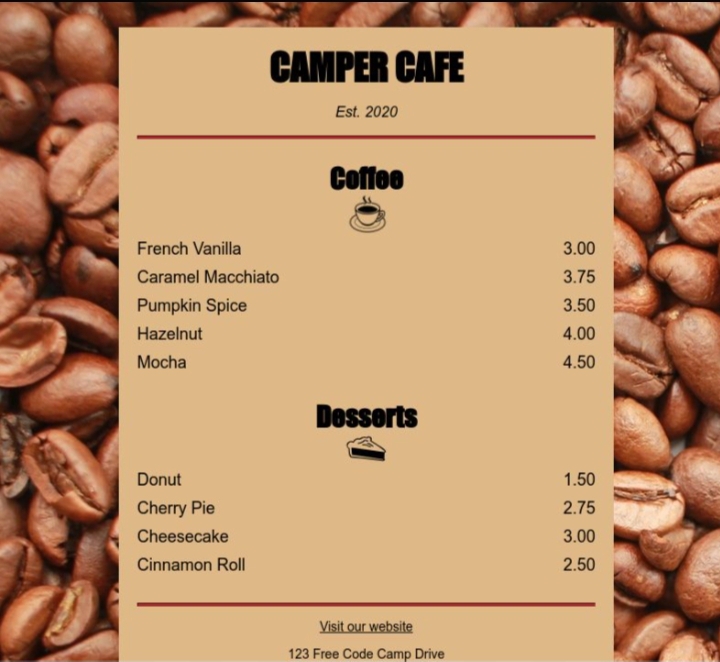 CAMPER CAFE
Est. 2020
Coffee
French Vanilla 3.00
Caramel Macchiato 3.75
Pumpkin Spice 3.50
Hazelnut 4.00
Mocha 4.50
Desserts
Donut 1.50
Cherry Pie 2.75
Cheesecake 3.00
Cinnamon Roll 2.50
Visit our website
123 Free Code Camp Drive